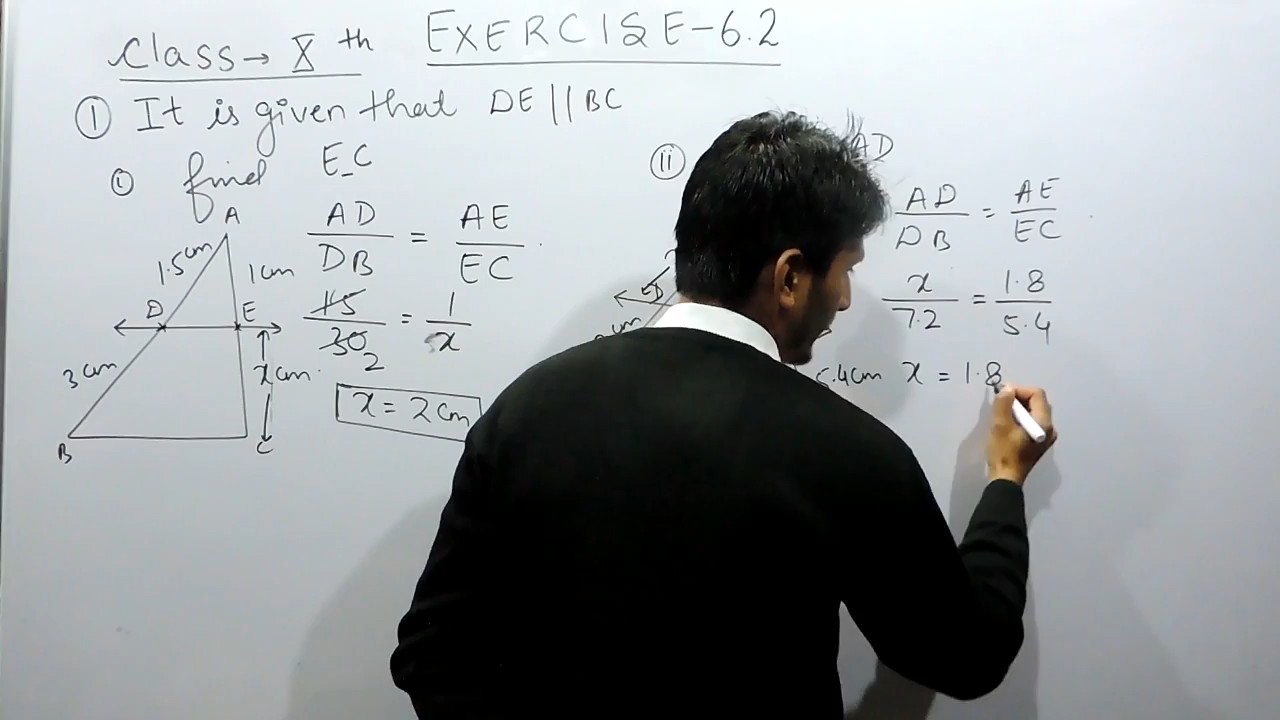 Class → Xth EXERCISE-6.2
① It is given that DE || BC
ⓘ find EC
A
1.5cm
1cm
D
E
3cm
x cm
B
C
AD/DB = AE/EC
15/30 2 = 1/x
x = 2 cm
ⓘⓘ AD
D
cm
5.4cm
AD/DB = AE/EC
x/7.2 = 1.8/5.4
x = 1.8